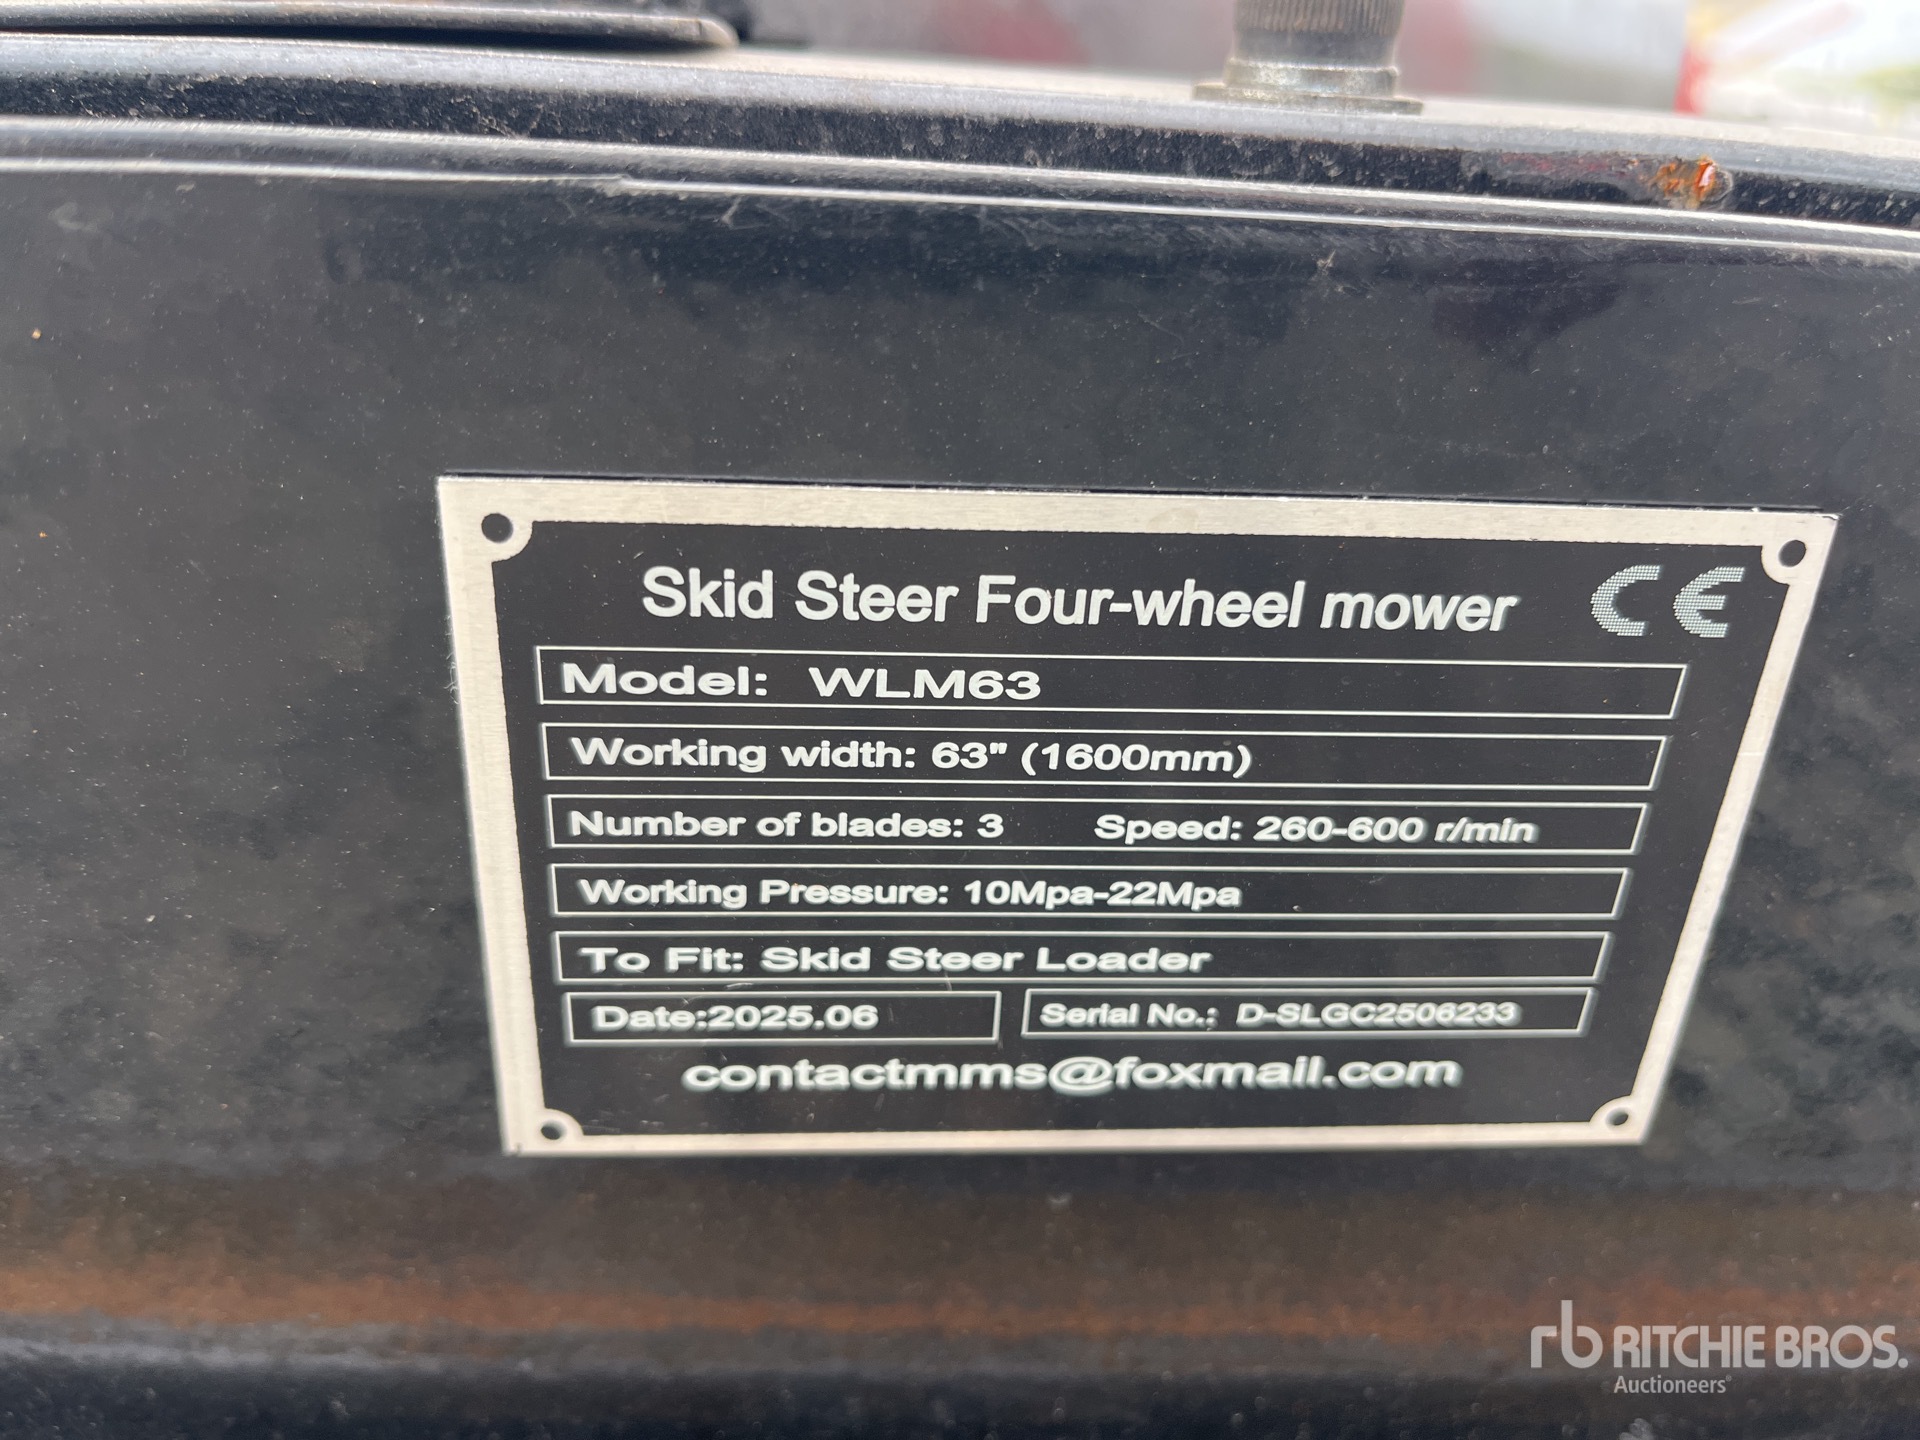 Skid Steer Four-wheel mower CE
Model: WLM63
Working width: 63" (1600mm)
Number of blades: 3 Speed: 260-600 r/min
Working Pressure: 10Mpa-22Mpa
To Fit: Skid Steer Loader
Date:2025.06 Serial No.: D-SLGC2506233
contactmms@foxmail.com
rb RITCHIE BROS.
Auctioneers